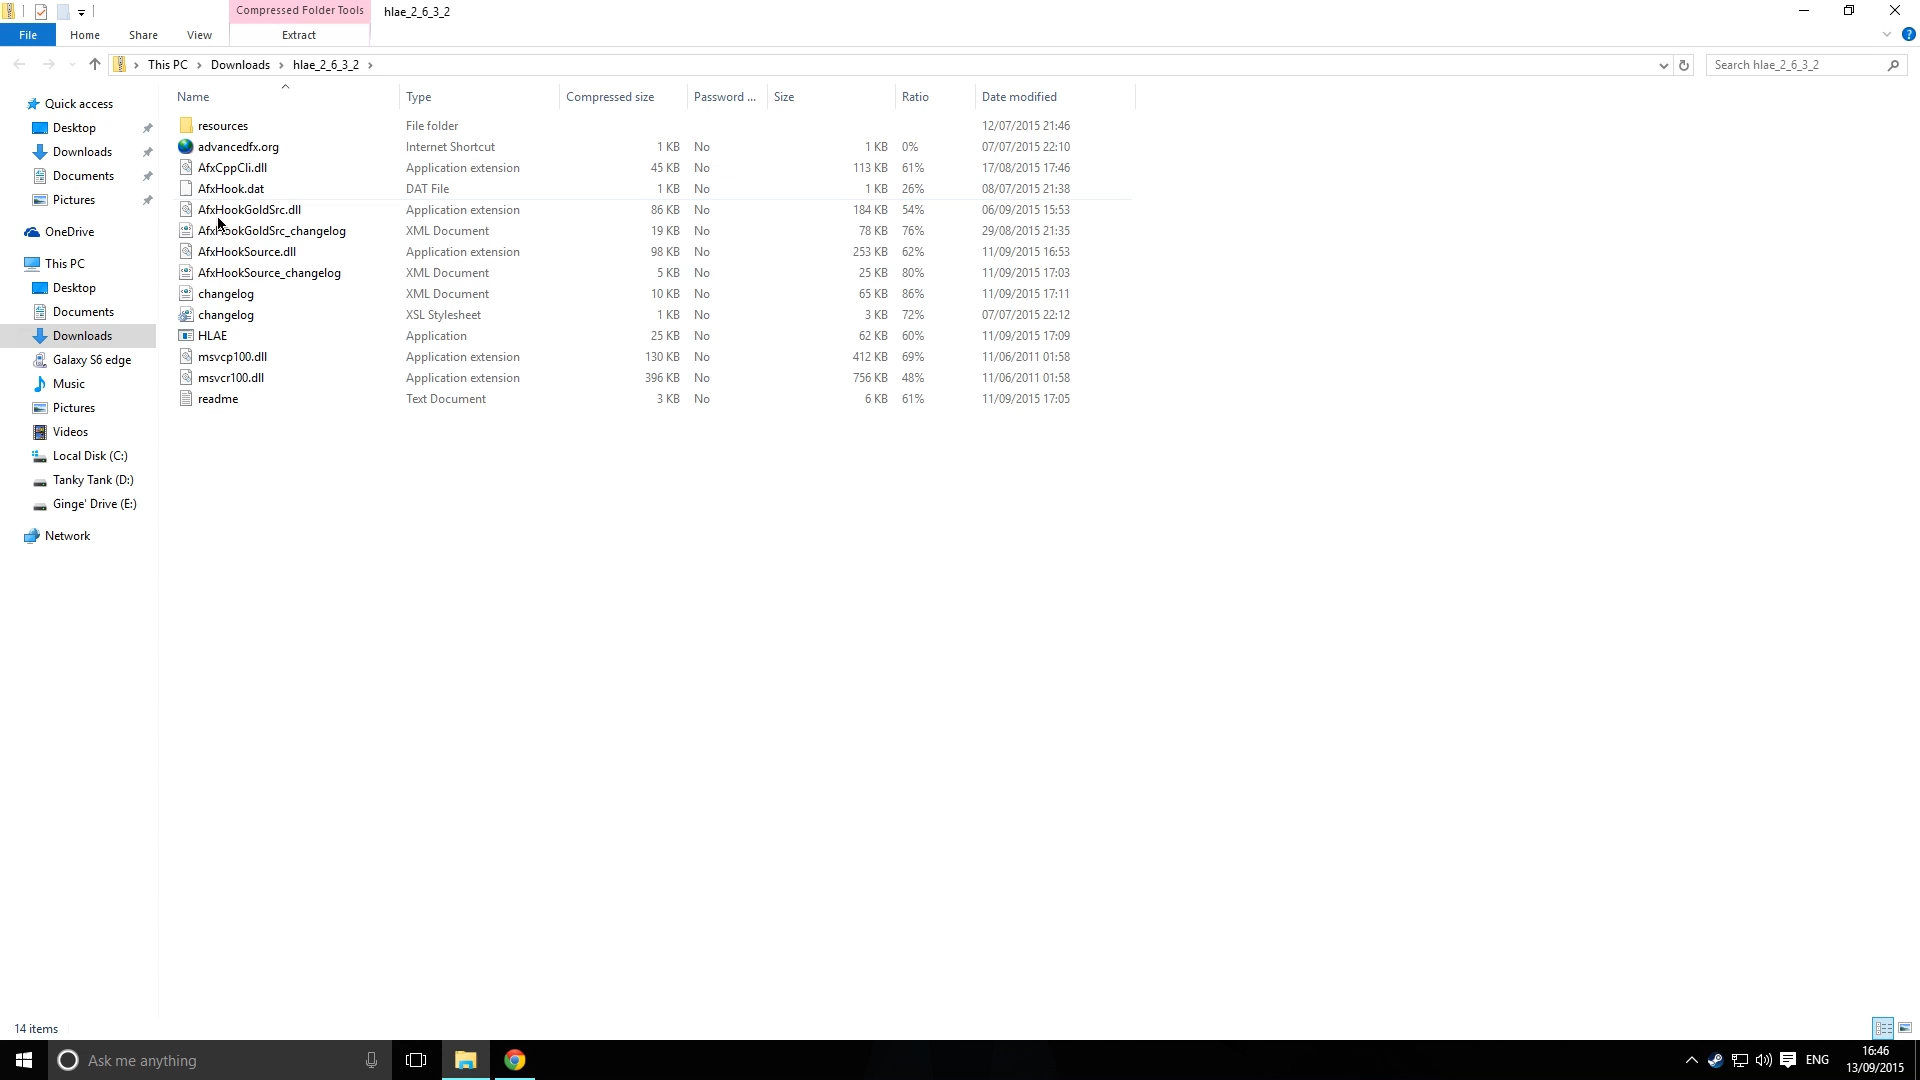 Compressed Folder Tools hlae_2_6_3_2
File Home Share View Extract
This PC Downloads hlae_2_6_3_2 Search hlae_2_6_3_2
Name Type Compressed size Password ... Size Ratio Date modified
Quick access
Desktop
Downloads
Documents
Pictures
OneDrive
This PC
Desktop
Documents
Downloads
Galaxy S6 edge
Music
Pictures
Videos
Local Disk (C:)
Tanky Tank (D:)
Ginge' Drive (E:)
Network
resources File folder 12/07/2015 21:46
advancedfx.org Internet Shortcut 1 KB No 1 KB 0% 07/07/2015 22:10
AfxCppCli.dll Application extension 45 KB No 113 KB 61% 17/08/2015 17:46
AfxHook.dat DAT File 1 KB No 1 KB 26% 08/07/2015 21:38
AfxHookGoldSrc.dll Application extension 86 KB No 184 KB 54% 06/09/2015 15:53
AfxHookGoldSrc_changelog XML Document 19 KB No 78 KB 76% 29/08/2015 21:35
AfxHookSource.dll Application extension 98 KB No 253 KB 62% 11/09/2015 16:53
AfxHookSource_changelog XML Document 5 KB No 25 KB 80% 11/09/2015 17:03
changelog XML Document 10 KB No 65 KB 86% 11/09/2015 17:11
changelog XSL Stylesheet 1 KB No 3 KB 72% 07/07/2015 22:12
HLAE Application 25 KB No 62 KB 60% 11/09/2015 17:09
msvcp100.dll Application extension 130 KB No 412 KB 69% 11/06/2011 01:58
msvcr100.dll Application extension 396 KB No 756 KB 48% 11/06/2011 01:58
readme Text Document 3 KB No 6 KB 61% 11/09/2015 17:05
14 items
Ask me anything ENG 16:46
13/09/2015